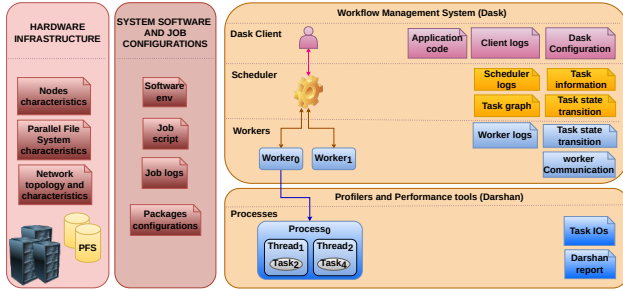 HARDWARE
INFRASTRUCTURE
Nodes
characteristics
Parallel File
System
characteristics
Network
topology and
characteristics
PFS
SYSTEM SOFTWARE
AND JOB
CONFIGURATIONS
Software
env
Job
script
Job logs
Packages
configurations
Workflow Management System (Dask)
Dask Client
Application
code
Client logs
Dask
Configuration
Scheduler
Scheduler
logs
Task
information
Task graph
Task state
transition
Workers
Worker0
Worker1
Worker logs
Task state
transition
worker
Communication
Profilers and Performance tools (Darshan)
Processes
Process0
Thread1
Task2
Thread2
Task4
Task IOs
Darshan
report